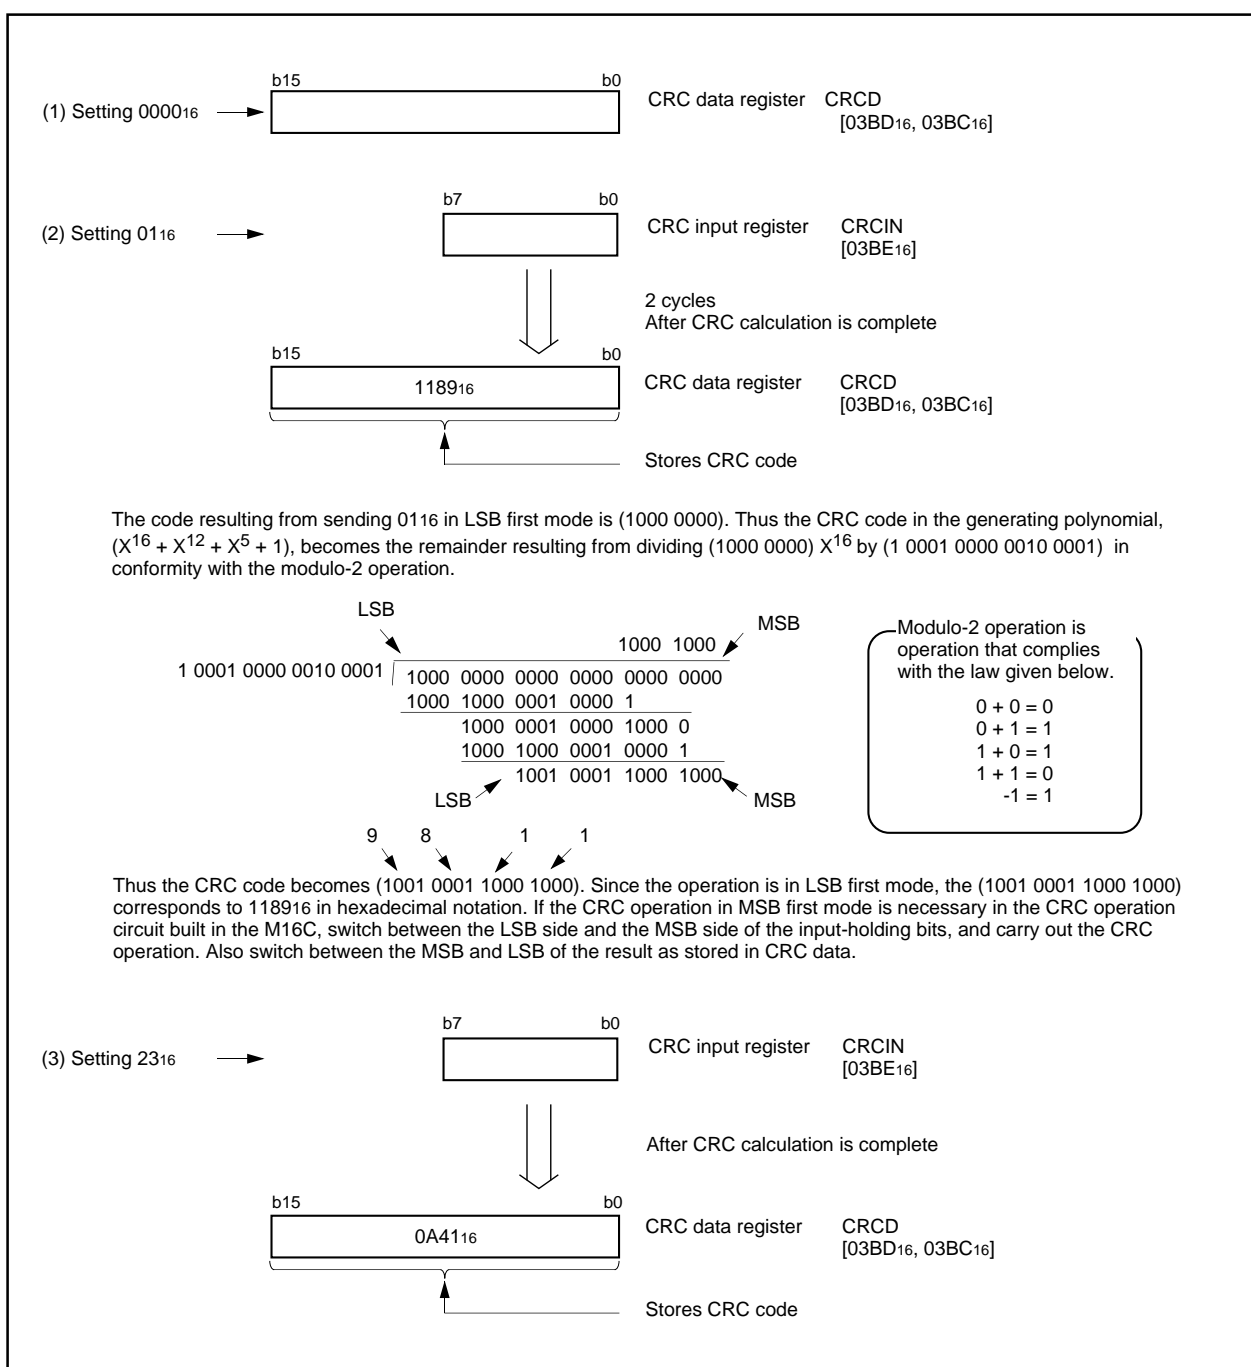 b15 b0
(1) Setting 0000₁₆ CRC data register CRCD
[03BD₁₆, 03BC₁₆]
b7 b0
(2) Setting 01₁₆ CRC input register CRCIN
[03BE₁₆]
2 cycles
After CRC calculation is complete
b15 b0
1189₁₆ CRC data register CRCD
[03BD₁₆, 03BC₁₆]
Stores CRC code
The code resulting from sending 01₁₆ in LSB first mode is (1000 0000). Thus the CRC code in the generating polynomial,
(X¹⁶ + X¹² + X⁵ + 1), becomes the remainder resulting from dividing (1000 0000) X¹⁶ by (1 0001 0000 0010 0001) in
conformity with the modulo-2 operation.
LSB MSB
1000 1000
1 0001 0000 0010 0001 1000 0000 0000 0000 0000 0000
1000 1000 0001 0000 1
1000 0001 0000 1000 0
1000 1000 0001 0000 1
1001 0001 1000 1000
LSB MSB
Modulo-2 operation is
operation that complies
with the law given below.
0 + 0 = 0
0 + 1 = 1
1 + 0 = 1
1 + 1 = 0
-1 = 1
9 8 1 1
Thus the CRC code becomes (1001 0001 1000 1000). Since the operation is in LSB first mode, the (1001 0001 1000 1000)
corresponds to 1189₁₆ in hexadecimal notation. If the CRC operation in MSB first mode is necessary in the CRC operation
circuit built in the M16C, switch between the LSB side and the MSB side of the input-holding bits, and carry out the CRC
operation. Also switch between the MSB and LSB of the result as stored in CRC data.
b7 b0
(3) Setting 23₁₆ CRC input register CRCIN
[03BE₁₆]
After CRC calculation is complete
b15 b0
0A41₁₆ CRC data register CRCD
[03BD₁₆, 03BC₁₆]
Stores CRC code